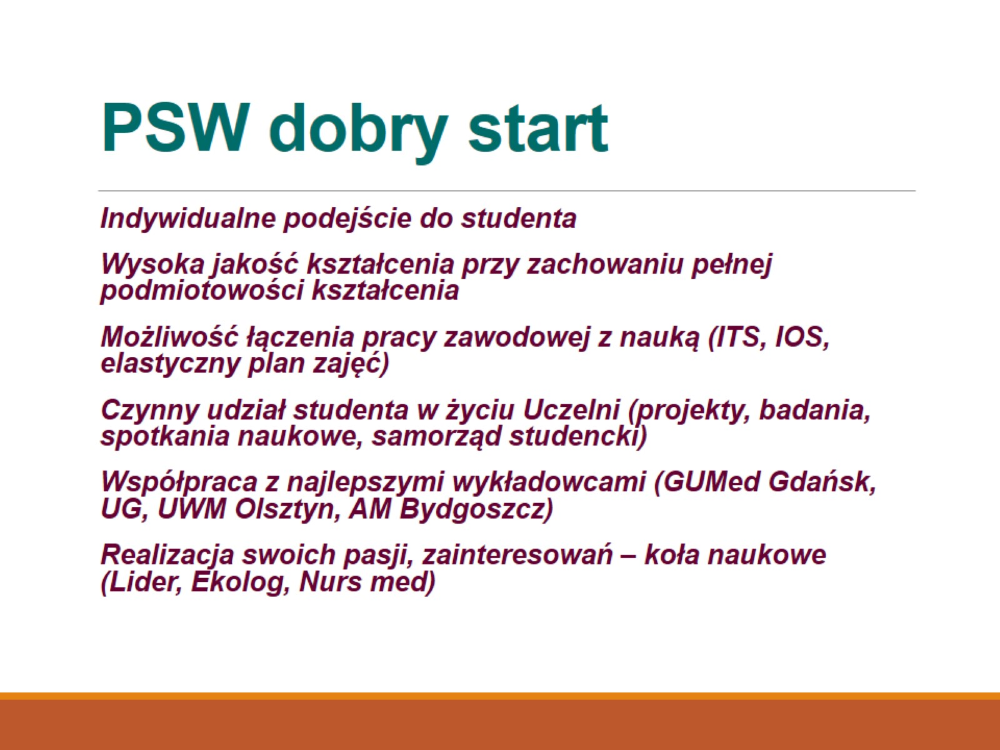 PSW dobry start
Indywidualne podejście do studenta
Wysoka jakość kształcenia przy zachowaniu pełnej
podmiotowości kształcenia
Możliwość łączenia pracy zawodowej z nauką (ITS, IOS,
elastyczny plan zajęć)
Czynny udział studenta w życiu Uczelni (projekty, badania,
spotkania naukowe, samorząd studencki)
Współpraca z najlepszymi wykładowcami (GUMed Gdańsk,
UG, UWM Olsztyn, AM Bydgoszcz)
Realizacja swoich pasji, zainteresowań – koła naukowe
(Lider, Ekolog, Nurs med)